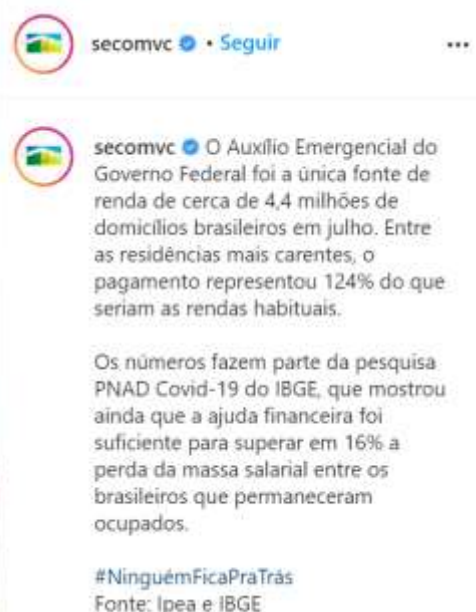 secomvc • Seguir
secomvc O Auxílio Emergencial do
Governo Federal foi a única fonte de
renda de cerca de 4,4 milhões de
domicílios brasileiros em julho. Entre
as residências mais carentes, o
pagamento representou 124% do que
seriam as rendas habituais.
Os números fazem parte da pesquisa
PNAD Covid-19 do IBGE, que mostrou
ainda que a ajuda financeira foi
suficiente para superar em 16% a
perda da massa salarial entre os
brasileiros que permaneceram
ocupados.
#NinguémFicaPraTrás
Fonte: Ipea e IBGE